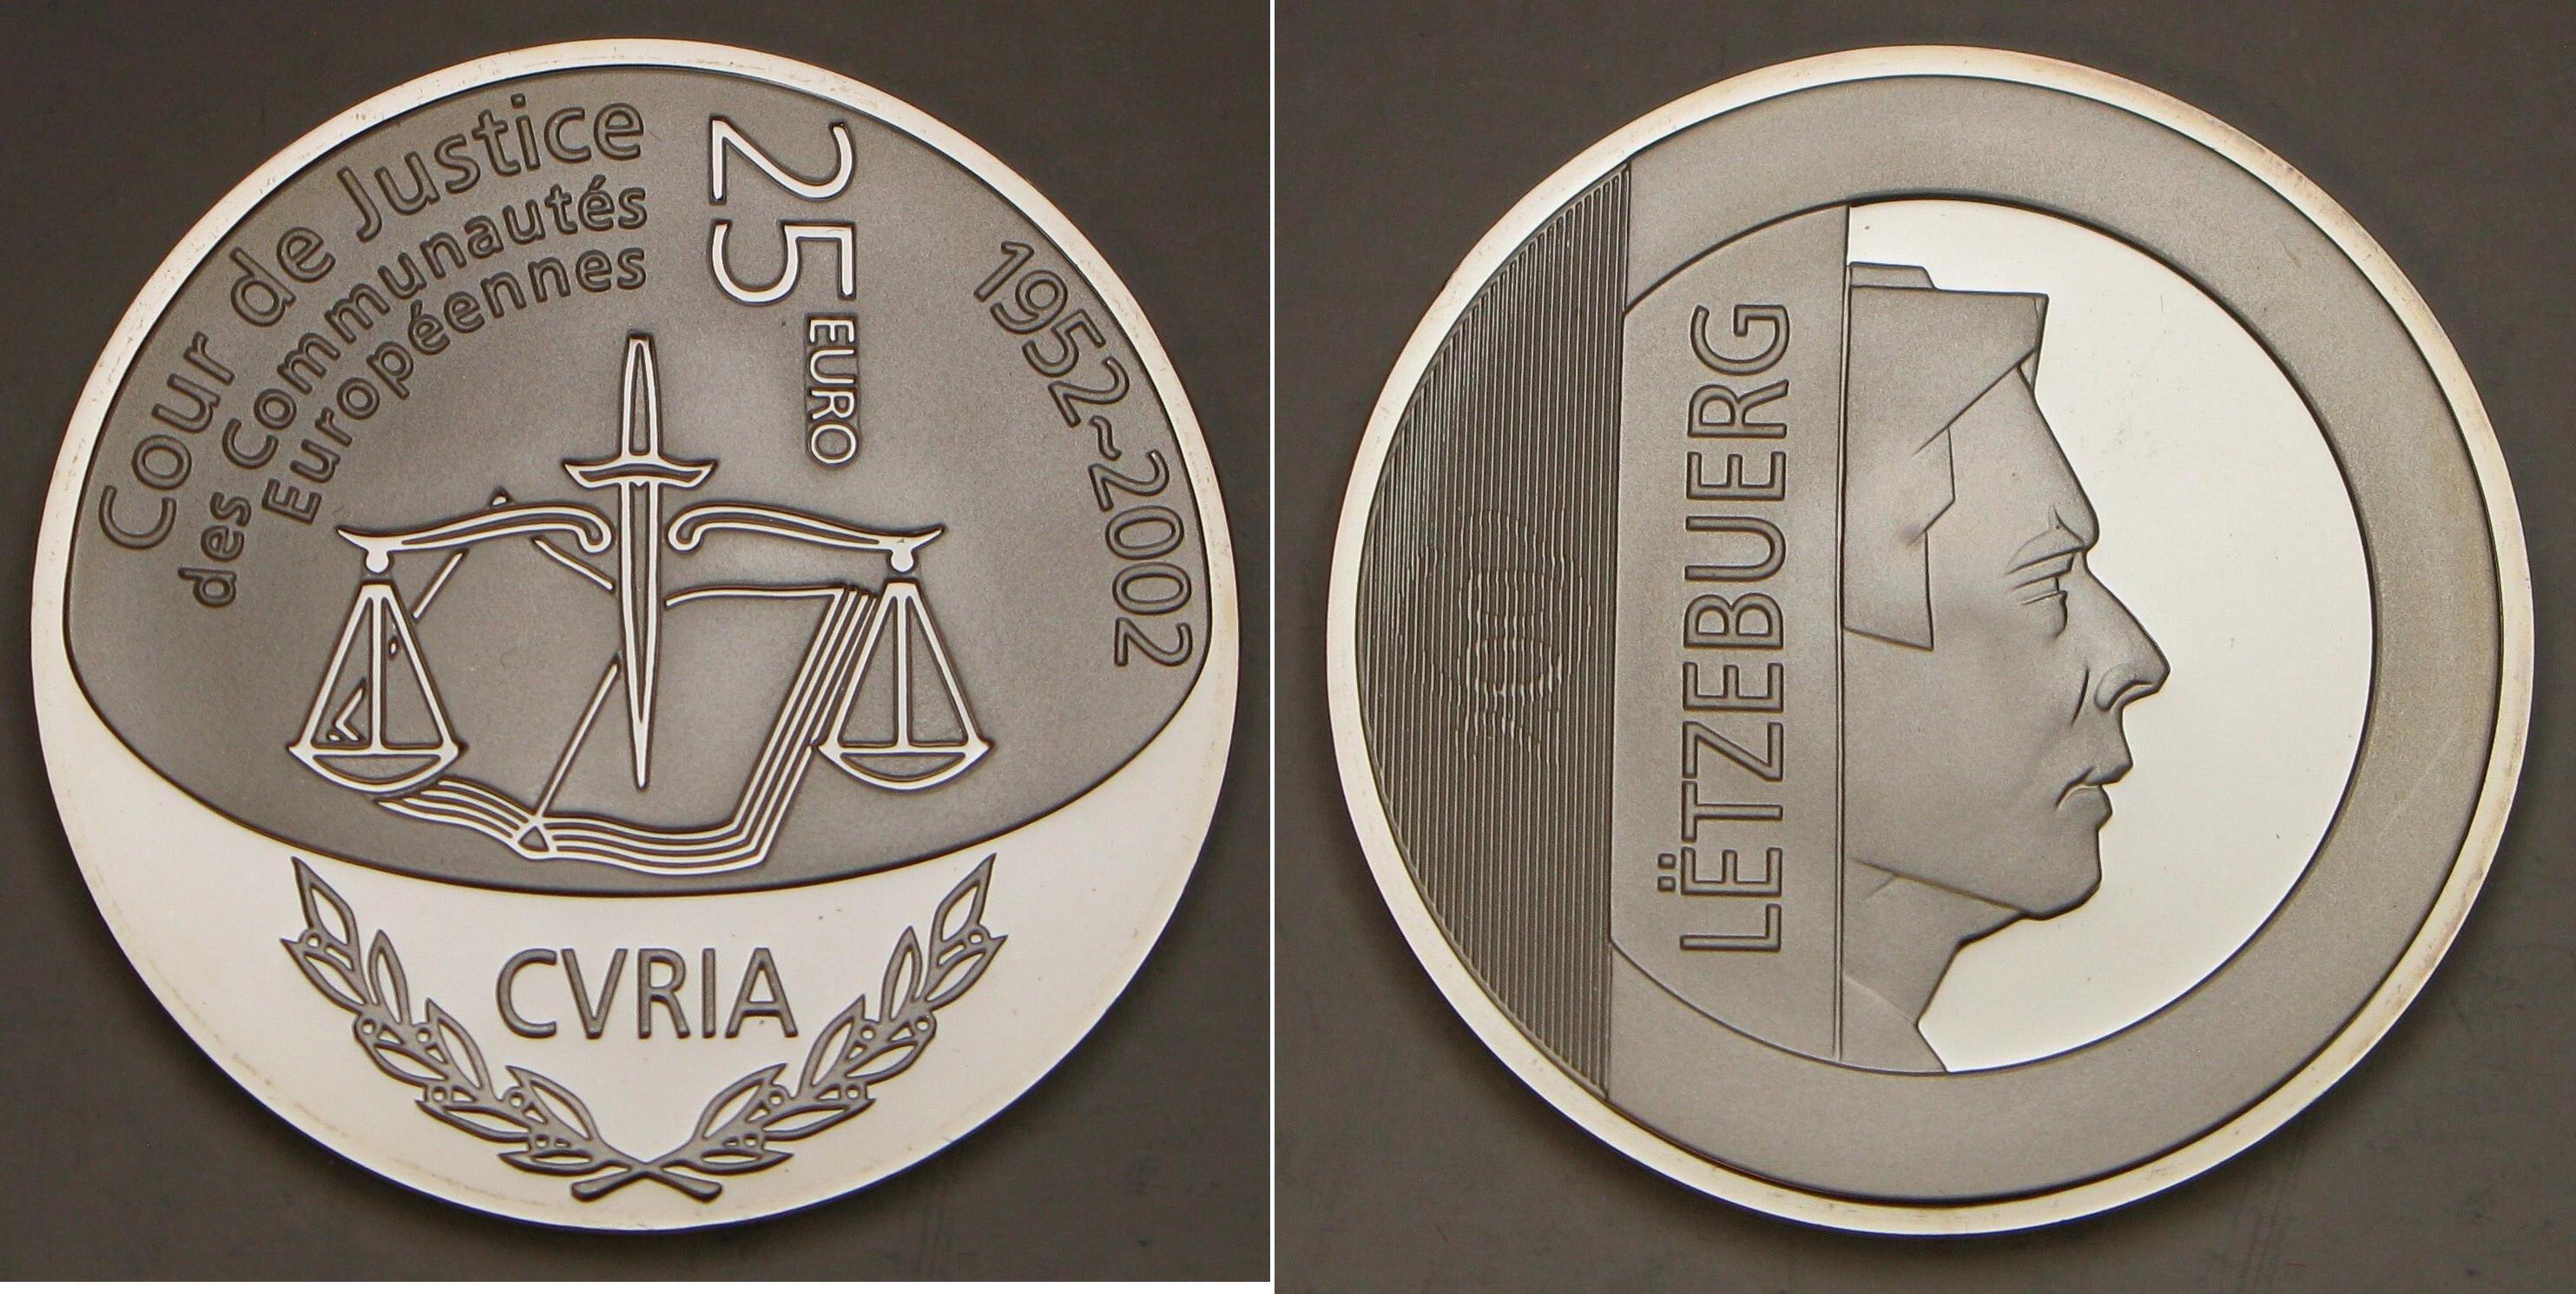 Cour de Justice
des Communautés
Européennes
25 EURO
1952~2002
CVRIA
LËTZEBUERG